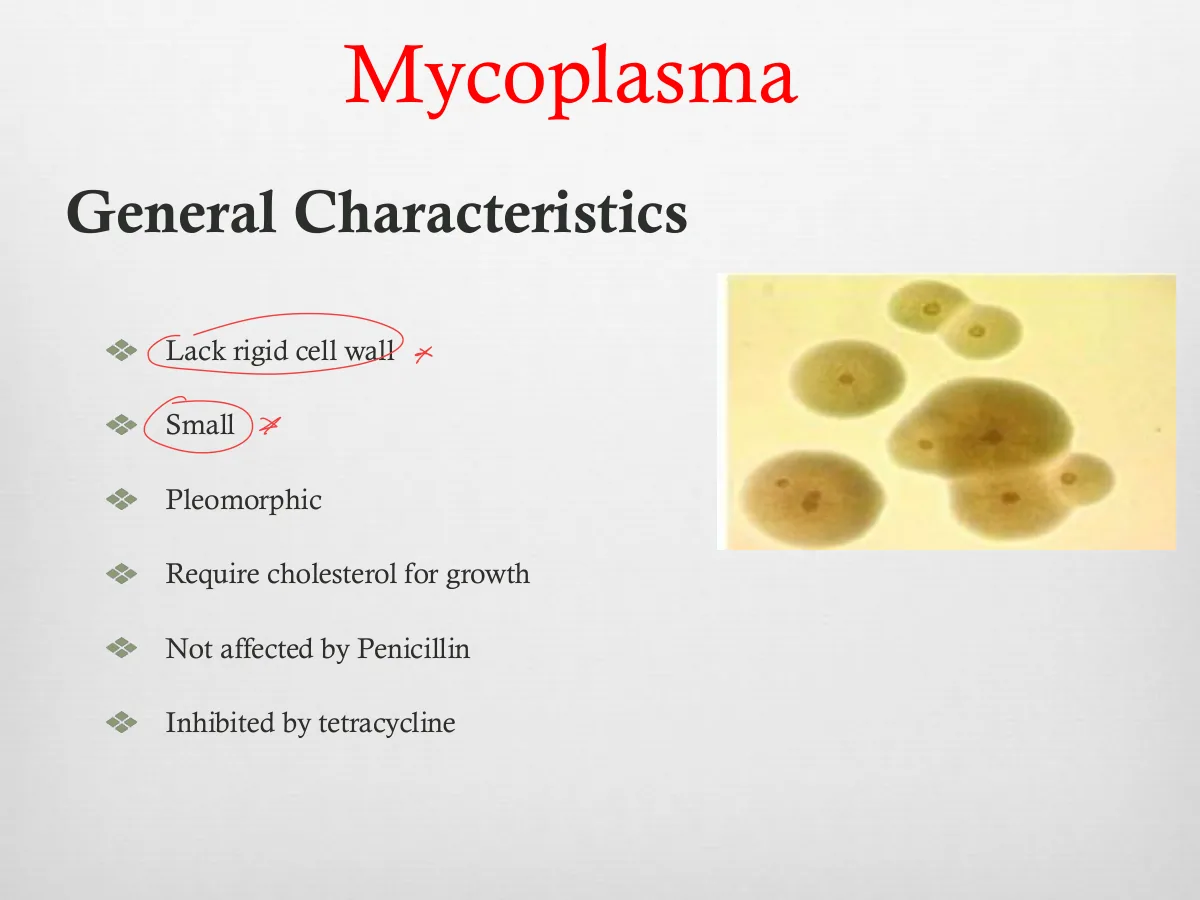 Mycoplasma
General Characteristics
Lack rigid cell wall
Small
Pleomorphic
Require cholesterol for growth
Not affected by Penicillin
Inhibited by tetracycline